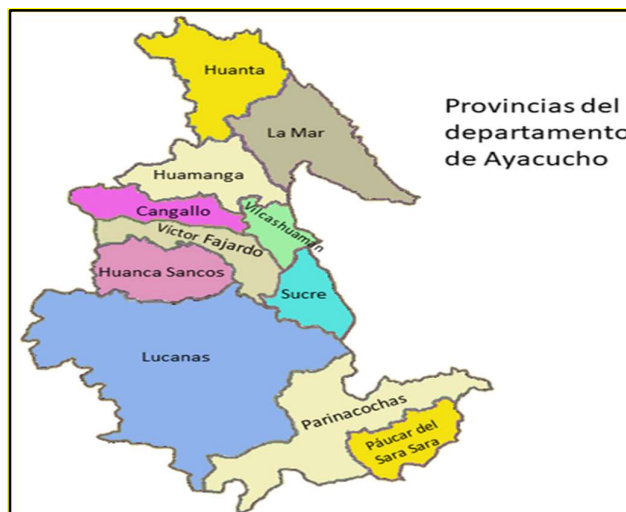 Huanta
La Mar
Provincias del
departamento
de Ayacucho
Huamanga
Cangallo
Vilcashuamán
Víctor Fajardo
Huanca Sancos
Sucre
Lucanas
Parinacochas
Páucar del
Sara Sara